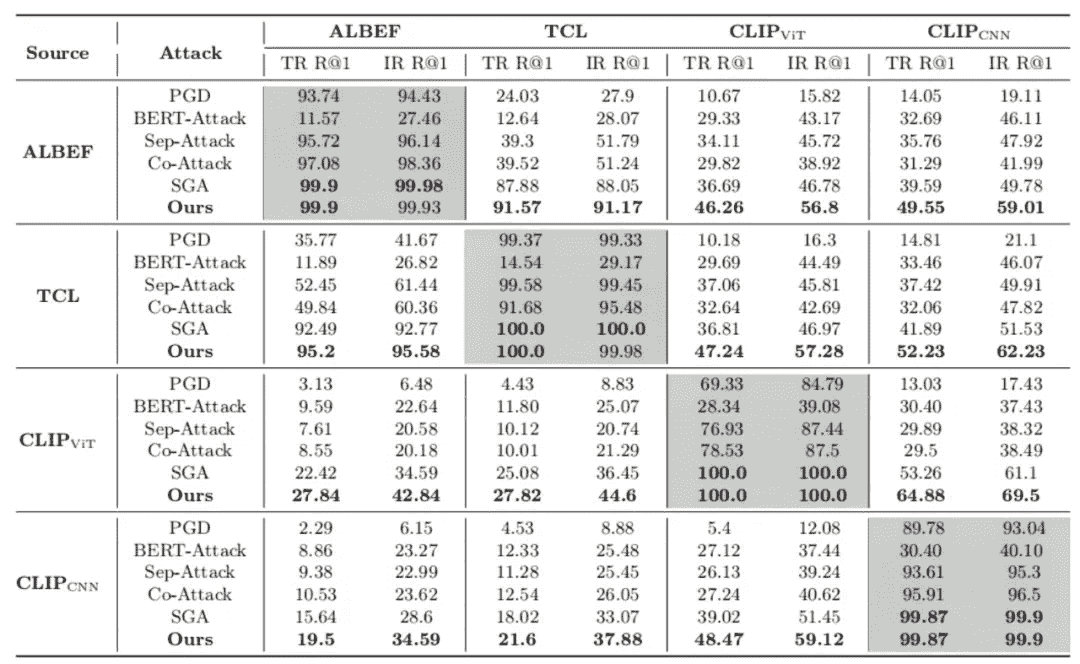 Source Attack ALBEF TCL CLIPViT CLIPCNN
TR R@1 IR R@1 TR R@1 IR R@1 TR R@1 IR R@1 TR R@1 IR R@1
PGD 93.74 94.43 24.03 27.9 10.67 15.82 14.05 19.11
BERT-Attack 11.57 27.46 12.64 28.07 29.33 43.17 32.69 46.11
ALBEF Sep-Attack 95.72 96.14 39.3 51.79 34.11 45.72 35.76 47.92
Co-Attack 97.08 98.36 39.52 51.24 29.82 38.92 31.29 41.99
SGA 99.9 99.98 87.88 88.05 36.69 46.78 39.59 49.78
Ours 99.9 99.93 91.57 91.17 46.26 56.8 49.55 59.01
PGD 35.77 41.67 99.37 99.33 10.18 16.3 14.81 21.1
BERT-Attack 11.89 26.82 14.54 29.17 29.69 44.49 33.46 46.07
TCL Sep-Attack 52.45 61.44 99.58 99.45 37.06 45.81 37.42 49.91
Co-Attack 49.84 60.36 91.68 95.48 32.64 42.69 32.06 47.82
SGA 92.49 92.77 100.0 100.0 36.81 46.97 41.89 51.53
Ours 95.2 95.58 100.0 99.98 47.24 57.28 52.23 62.23
PGD 3.13 6.48 4.43 8.83 69.33 84.79 13.03 17.43
BERT-Attack 9.59 22.64 11.80 25.07 28.34 39.08 30.40 37.43
CLIPViT Sep-Attack 7.61 20.58 10.12 20.74 76.93 87.44 29.89 38.32
Co-Attack 8.55 20.18 10.01 21.29 78.53 87.5 29.5 38.49
SGA 22.42 34.59 25.08 36.45 100.0 100.0 53.26 61.1
Ours 27.84 42.84 27.82 44.6 100.0 100.0 64.88 69.5
PGD 2.29 6.15 4.53 8.88 5.4 12.08 89.78 93.04
BERT-Attack 8.86 23.27 12.33 25.48 27.12 37.44 30.40 40.10
CLIPCNN Sep-Attack 9.38 22.99 11.28 25.45 26.13 39.24 93.61 95.3
Co-Attack 10.53 23.62 12.54 26.05 27.24 40.62 95.91 96.5
SGA 15.64 28.6 18.02 33.07 39.02 51.45 99.87 99.9
Ours 19.5 34.59 21.6 37.88 48.47 59.12 99.87 99.9